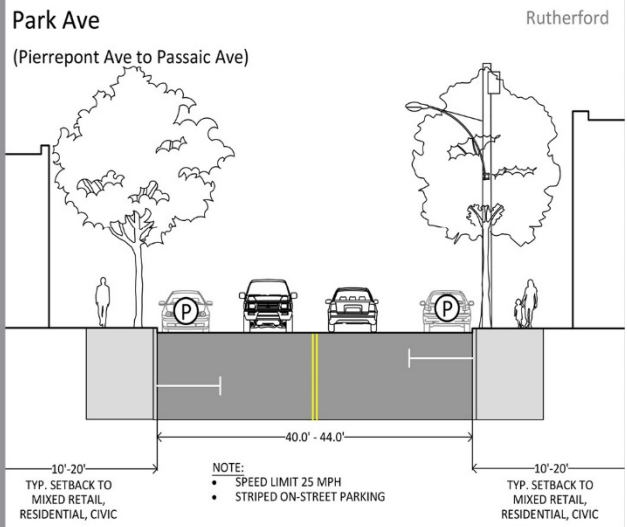 Park Ave
Rutherford
(Pierrepont Ave to Passaic Ave)
P
P
40.0' - 44.0'
10'-20'
TYP. SETBACK TO
MIXED RETAIL,
RESIDENTIAL, CIVIC
NOTE:
• SPEED LIMIT 25 MPH
• STRIPED ON-STREET PARKING
10'-20'
TYP. SETBACK TO
MIXED RETAIL,
RESIDENTIAL, CIVIC